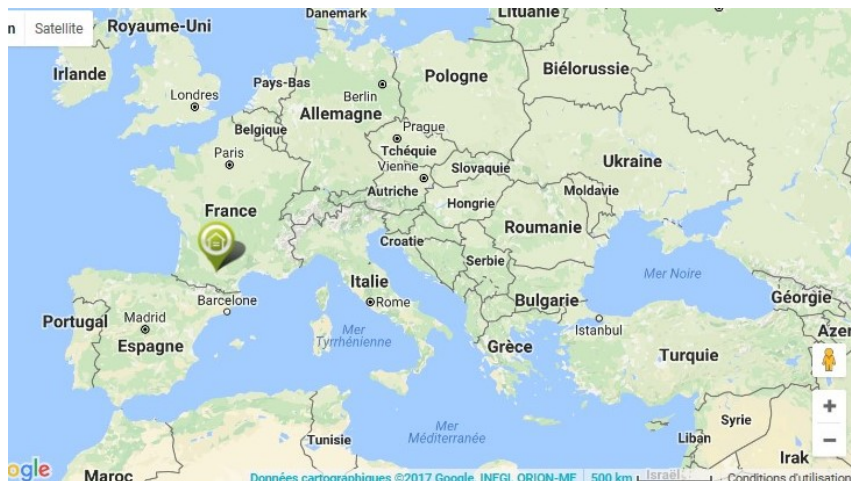 Danemark
Lituanie
n
Satellite
Royaume-Uni
Irlande
Londres
Pays-Bas
Berlin
Pologne
Biélorussie
Allemagne
Belgique
Prague
Tchéquie
Paris
Vienne
Slovaquie
Ukraine
Autriche
Moldavie
Hongrie
France
Roumanie
Croatie
Serbie
Mer Noire
Italie
Barcelone
Rome
Bulgarie
Géorgie
Portugal
Madrid
Istanbul
Azer
Mer
Tyrrhénienne
Espagne
Grèce
Turquie
Mer
Méditerranée
Tunisie
Syrie
Liban
Irak
ogle
Maroc
Données cartographiques ©2017 Google, INEGI, ORION-ME
500 km
Israël
Conditions d'utilisation